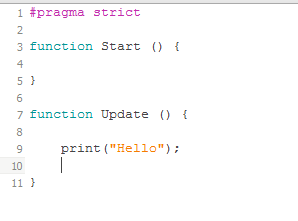 1 #pragma strict
2
3 function Start () {
4
5 }
6
7 function Update () {
8
9     print("Hello");
10
11 }